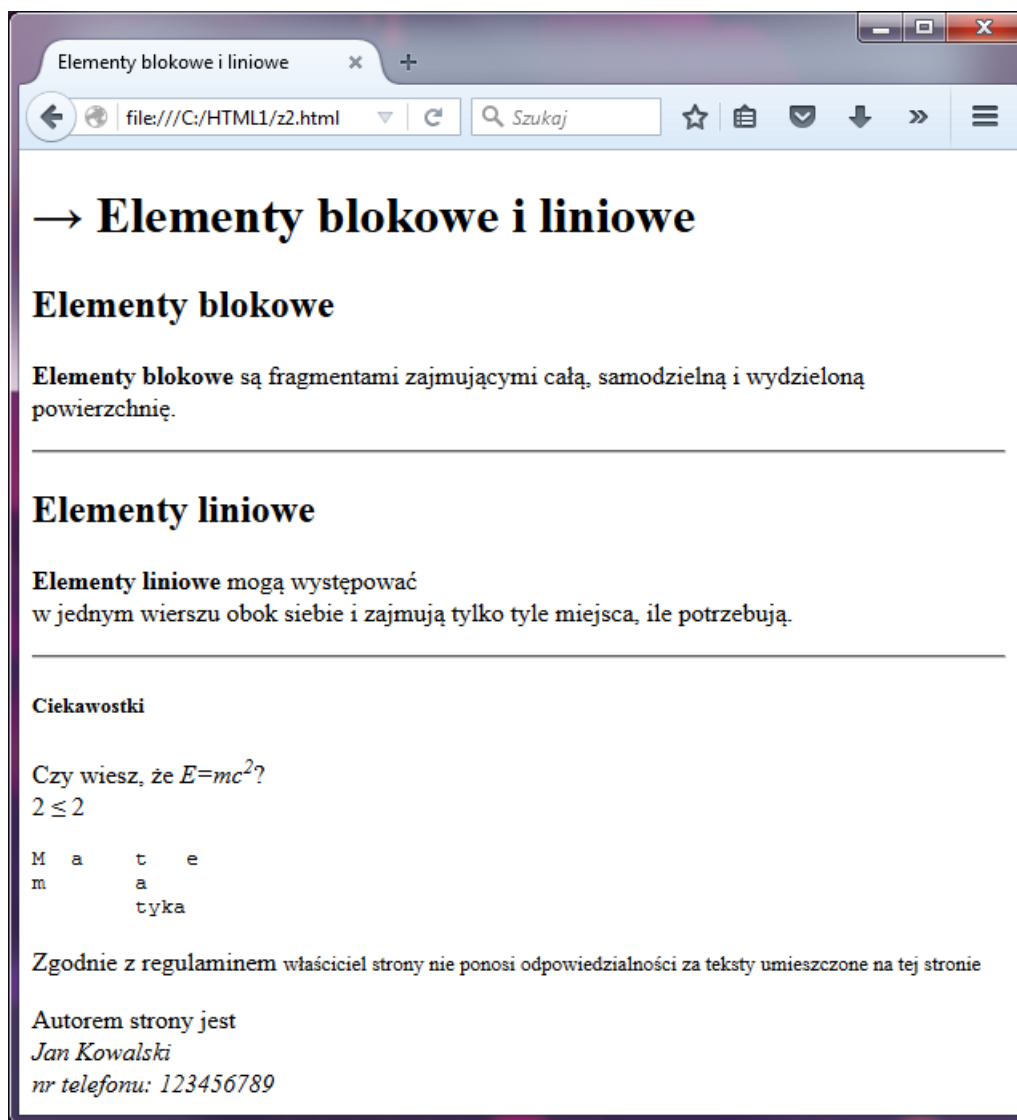 Elementy blokowe i liniowe
file:///C:/HTML1/z2.html
Szukaj
→ Elementy blokowe i liniowe
Elementy blokowe
Elementy blokowe są fragmentami zajmującymi całą, samodzielną i wydzieloną
powierzchnię.
Elementy liniowe
Elementy liniowe mogą występować
w jednym wierszu obok siebie i zajmują tylko tyle miejsca, ile potrzebują.
Ciekawostki
Czy wiesz, że E=mc²?
2 ≤ 2
M  a    t   e
m       a
        tyka
Zgodnie z regulaminem właściciel strony nie ponosi odpowiedzialności za teksty umieszczone na tej stronie
Autorem strony jest
Jan Kowalski
nr telefonu: 123456789